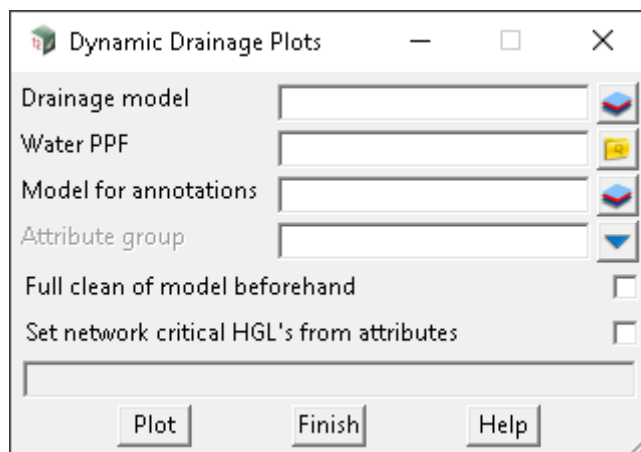 Dynamic Drainage Plots
Drainage model
Water PPF
Model for annotations
Attribute group
Full clean of model beforehand
Set network critical HGL's from attributes
Plot Finish Help